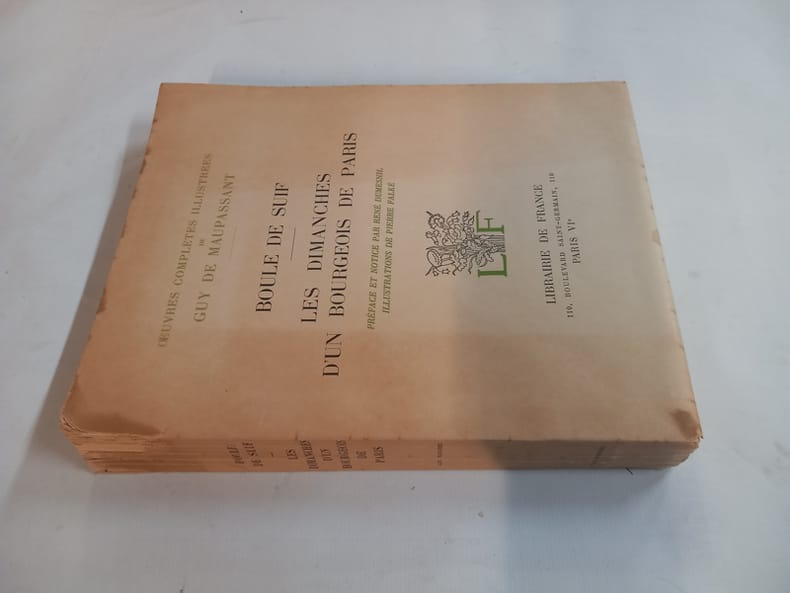 ŒUVRES COMPLÈTES ILLUSTRÉES
DE
GUY DE MAUPASSANT
BOULE DE SUIF
LES DIMANCHES
D'UN BOURGEOIS DE PARIS
PRÉFACE ET NOTICE PAR RENÉ DUMESNIL
ILLUSTRATIONS DE PIERRE FALKÉ
LF
LIBRAIRIE DE FRANCE
110, BOULEVARD SAINT-GERMAIN, 110
PARIS VIe
BOULE
DE SUIF
LES
DIMANCHES
D'UN
BOURGEOIS
DE
PARIS